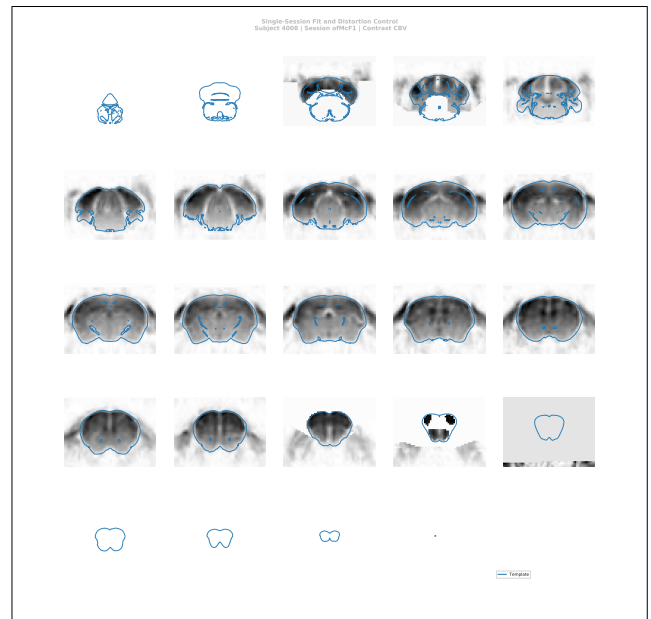 Single-Session Fit and Distortion Control
Subject 4008 | Session ofMcF1 | Contrast CBV
Template